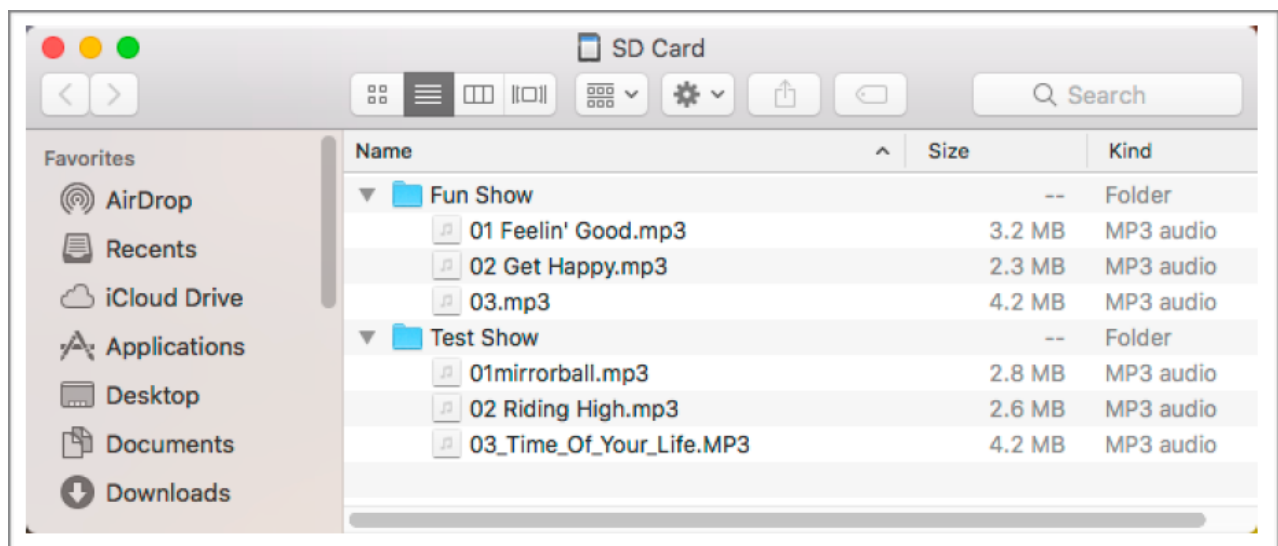 SD Card
Search
Favorites
AirDrop
Recents
iCloud Drive
Applications
Desktop
Documents
Downloads
Name Size Kind
Fun Show -- Folder
01 Feelin' Good.mp3 3.2 MB MP3 audio
02 Get Happy.mp3 2.3 MB MP3 audio
03.mp3 4.2 MB MP3 audio
Test Show -- Folder
01mirrorball.mp3 2.8 MB MP3 audio
02 Riding High.mp3 2.6 MB MP3 audio
03_Time_Of_Your_Life.MP3 4.2 MB MP3 audio